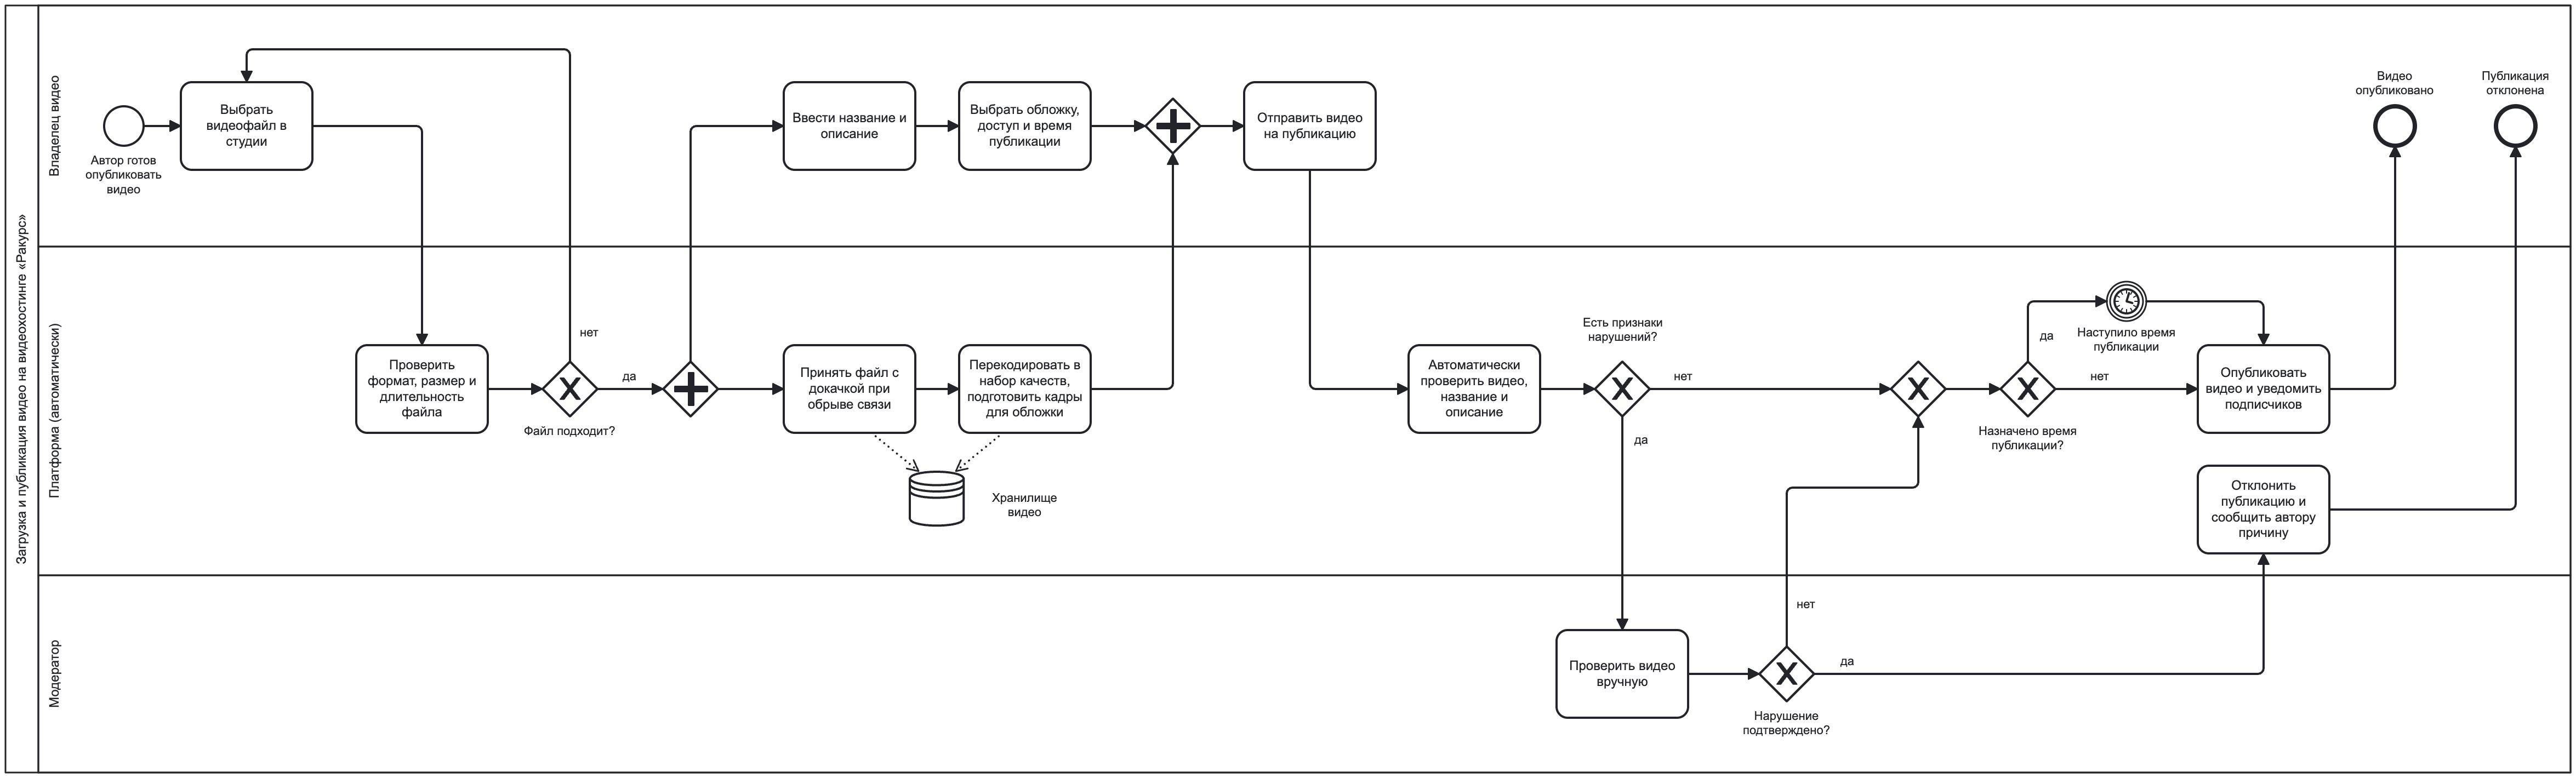 Загрузка и публикация видео на видеохостинге «Ракурс»
Владелец видео
Автор готов
опубликовать
видео
Выбрать
видеофайл в
студии
Ввести название и
описание
Выбрать обложку,
доступ и время
публикации
Отправить видео
на публикацию
Видео
опубликовано
Публикация
отклонена
Платформа (автоматически)
Проверить
формат, размер и
длительность
файла
нет
да
Файл подходит?
Принять файл с
докачкой при
обрыве связи
Перекодировать в
набор качеств,
подготовить кадры
для обложки
Хранилище
видео
Автоматически
проверить видео,
название и
описание
Есть признаки
нарушений?
нет
да
Назначено время
публикации?
да
нет
Наступило время
публикации
Опубликовать
видео и уведомить
подписчиков
Отклонить
публикацию и
сообщить автору
причину
Модератор
Проверить видео
вручную
нет
да
Нарушение
подтверждено?